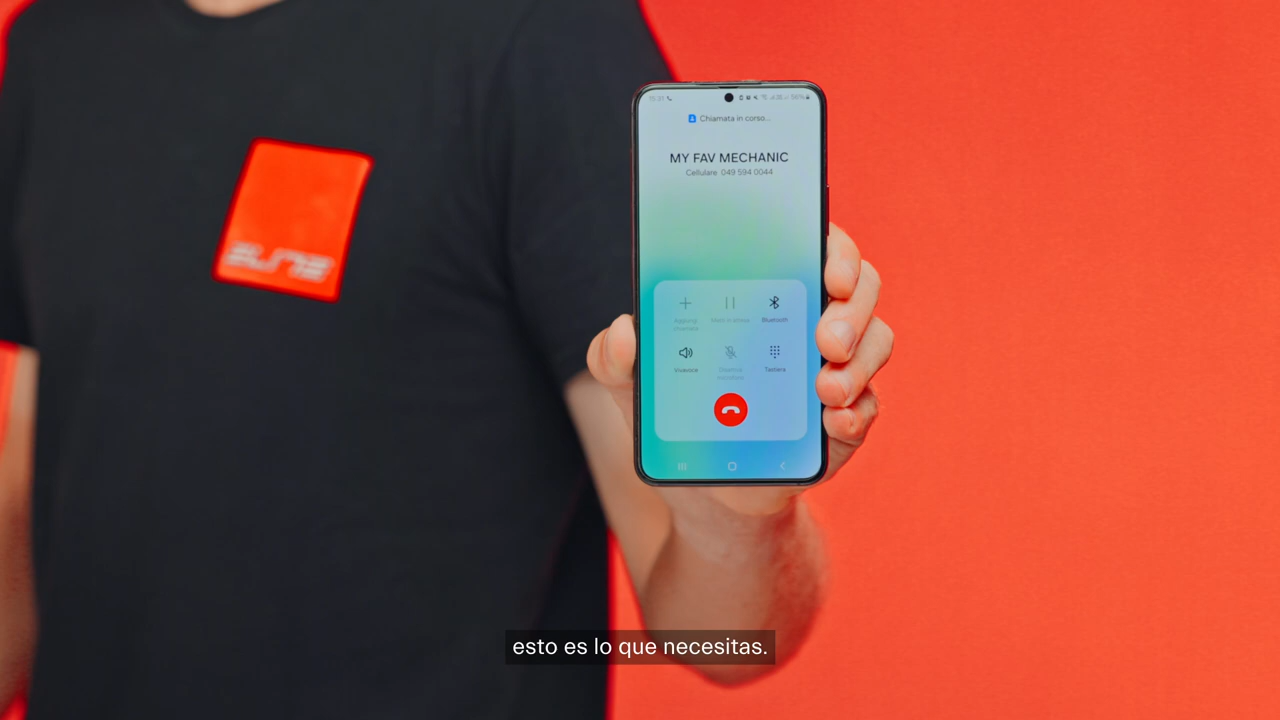 Chiamata in corso...
MY FAV MECHANIC
Cellulare 049 594 0044
Bluetooth
Vivavoce
Tastiera
esto es lo que necesitas.